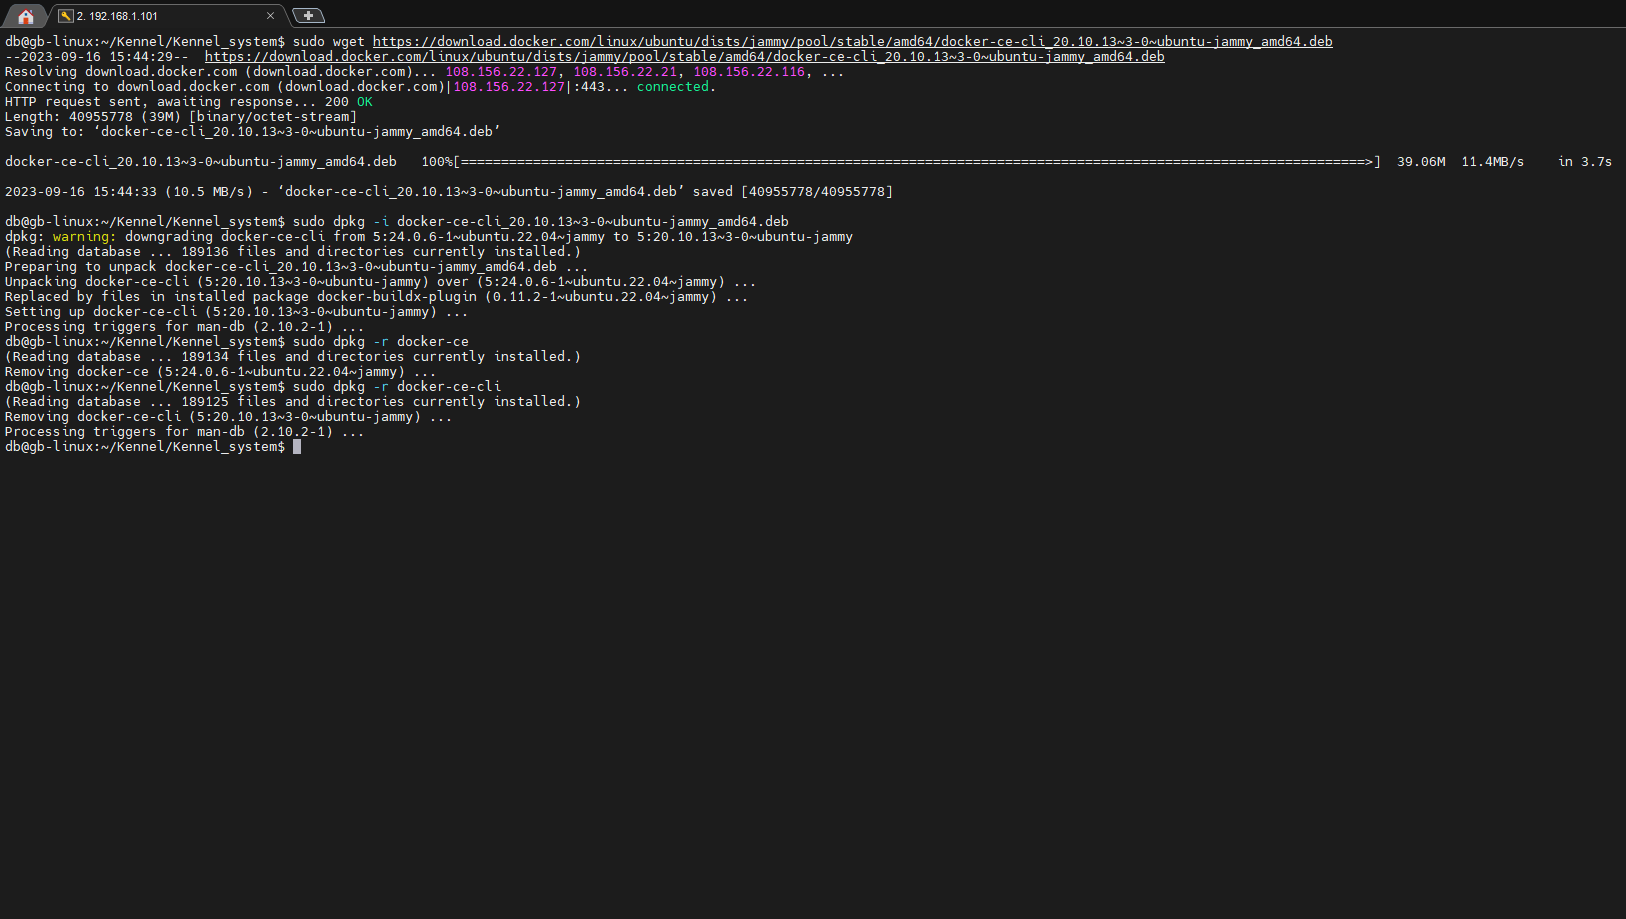 2. 192.168.1.101
db@gb-linux:~/Kennel/Kennel_system$ sudo wget https://download.docker.com/linux/ubuntu/dists/jammy/pool/stable/amd64/docker-ce-cli_20.10.13~3-0~ubuntu-jammy_amd64.deb
--2023-09-16 15:44:29--  https://download.docker.com/linux/ubuntu/dists/jammy/pool/stable/amd64/docker-ce-cli_20.10.13~3-0~ubuntu-jammy_amd64.deb
Resolving download.docker.com (download.docker.com)... 108.156.22.127, 108.156.22.21, 108.156.22.116, ...
Connecting to download.docker.com (download.docker.com)|108.156.22.127|:443... connected.
HTTP request sent, awaiting response... 200 OK
Length: 40955778 (39M) [binary/octet-stream]
Saving to: ‘docker-ce-cli_20.10.13~3-0~ubuntu-jammy_amd64.deb’
docker-ce-cli_20.10.13~3-0~ubuntu-jammy_amd64.deb   100%[=================================================================================================================>]  39.06M  11.4MB/s    in 3.7s
2023-09-16 15:44:33 (10.5 MB/s) - ‘docker-ce-cli_20.10.13~3-0~ubuntu-jammy_amd64.deb’ saved [40955778/40955778]
db@gb-linux:~/Kennel/Kennel_system$ sudo dpkg -i docker-ce-cli_20.10.13~3-0~ubuntu-jammy_amd64.deb
dpkg: warning: downgrading docker-ce-cli from 5:24.0.6-1~ubuntu.22.04~jammy to 5:20.10.13~3-0~ubuntu-jammy
(Reading database ... 189136 files and directories currently installed.)
Preparing to unpack docker-ce-cli_20.10.13~3-0~ubuntu-jammy_amd64.deb ...
Unpacking docker-ce-cli (5:20.10.13~3-0~ubuntu-jammy) over (5:24.0.6-1~ubuntu.22.04~jammy) ...
Replaced by files in installed package docker-buildx-plugin (0.11.2-1~ubuntu.22.04~jammy) ...
Setting up docker-ce-cli (5:20.10.13~3-0~ubuntu-jammy) ...
Processing triggers for man-db (2.10.2-1) ...
db@gb-linux:~/Kennel/Kennel_system$ sudo dpkg -r docker-ce
(Reading database ... 189134 files and directories currently installed.)
Removing docker-ce (5:24.0.6-1~ubuntu.22.04~jammy) ...
db@gb-linux:~/Kennel/Kennel_system$ sudo dpkg -r docker-ce-cli
(Reading database ... 189125 files and directories currently installed.)
Removing docker-ce-cli (5:20.10.13~3-0~ubuntu-jammy) ...
Processing triggers for man-db (2.10.2-1) ...
db@gb-linux:~/Kennel/Kennel_system$